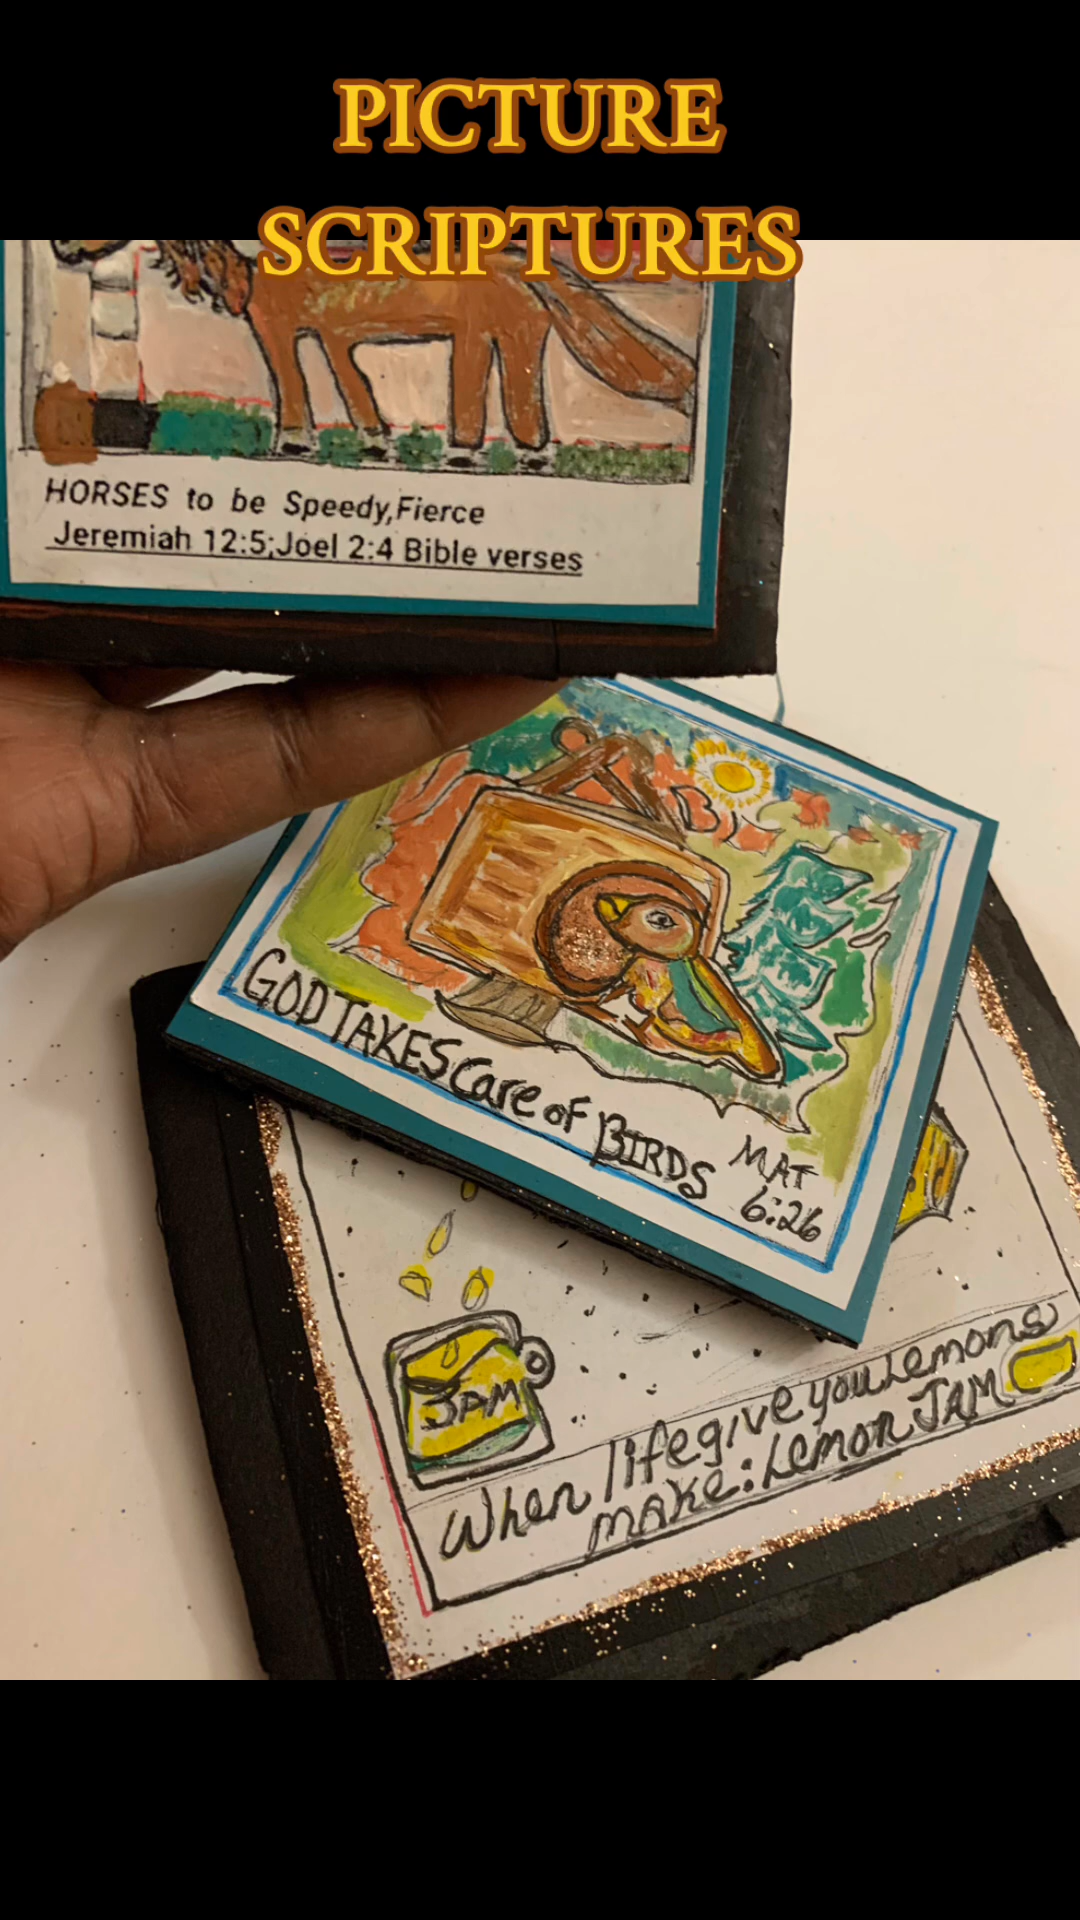 PICTURE
SCRIPTURES
HORSES to be Speedy,Fierce
Jeremiah 12:5;Joel 2:4 Bible verses
GOD TAKES Care of BIRDS
MAT
6:26
JAM
When life give you Lemons
make: Lemon JAM